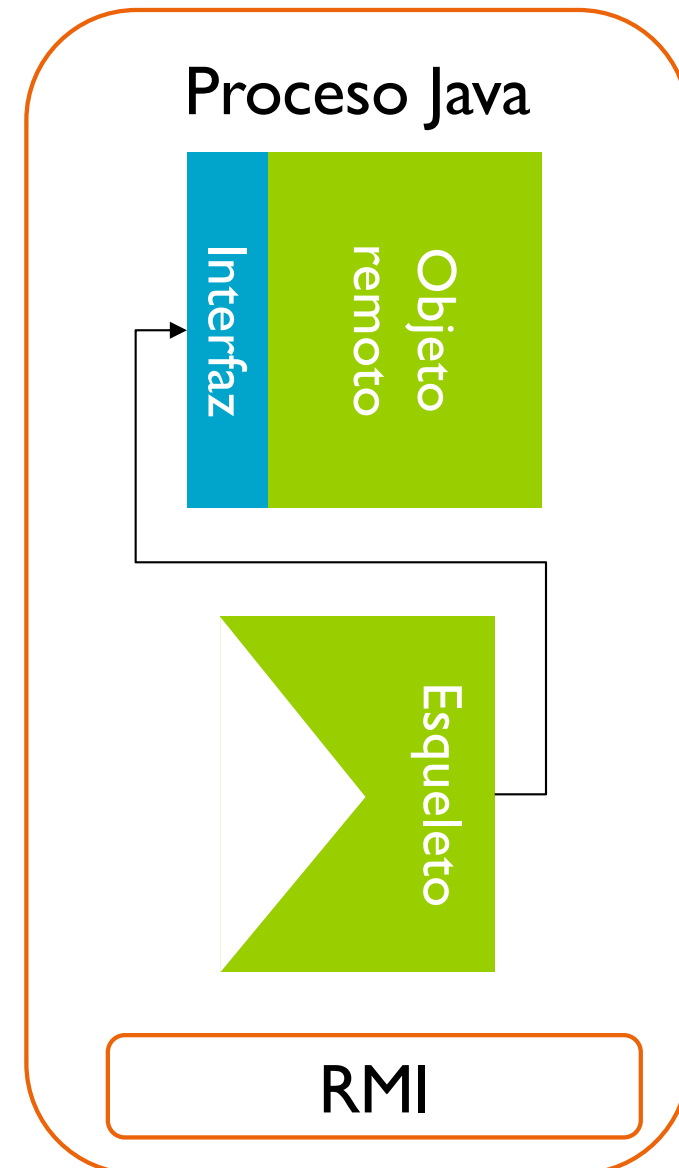 Proceso Java
Interfaz
Objeto
remoto
Esqueleto
RMI